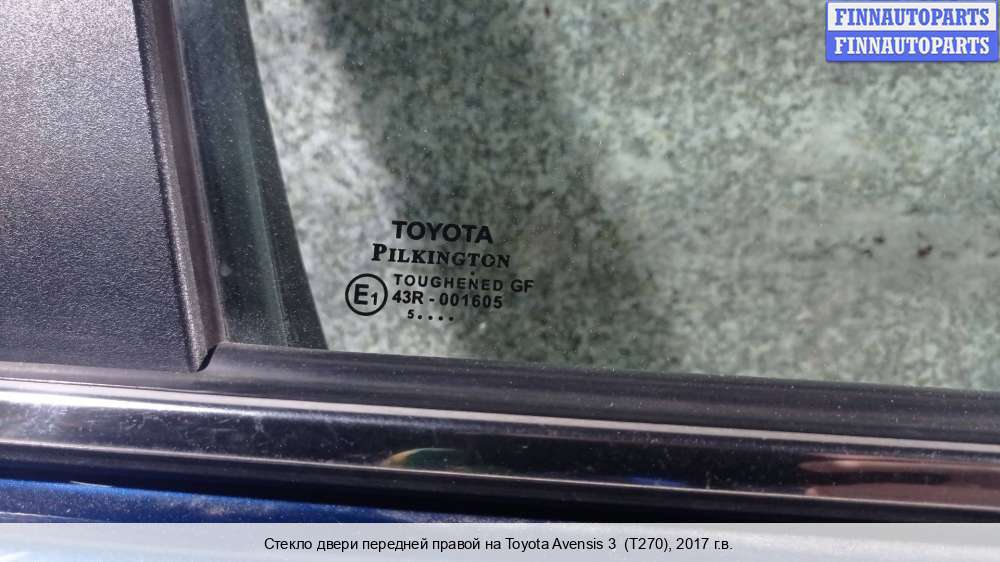 FINNAUTOPARTS
FINNAUTOPARTS
TOYOTA
PILKINGTON
TOUGHENED GF
E1
43R - 001605
5....
Стекло двери передней правой на Toyota Avensis 3 (T270), 2017 г.в.